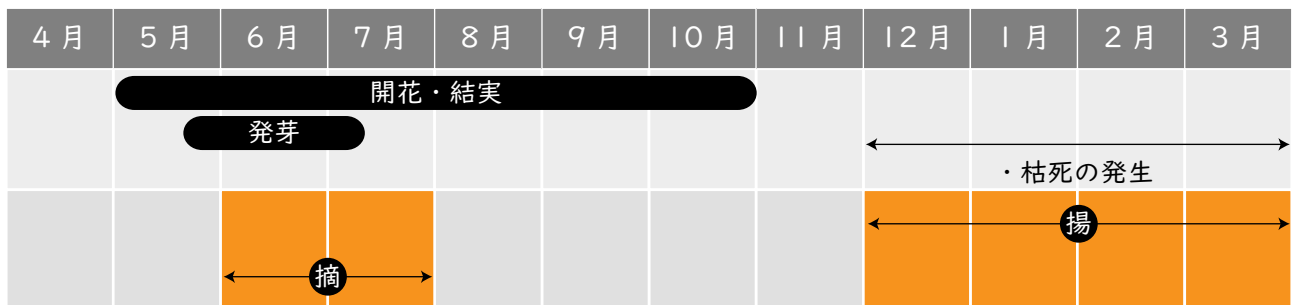 4月 5月 6月 7月 8月 9月 10月 11月 12月 1月 2月 3月
開花・結実
発芽
・枯死の発生
揚
摘